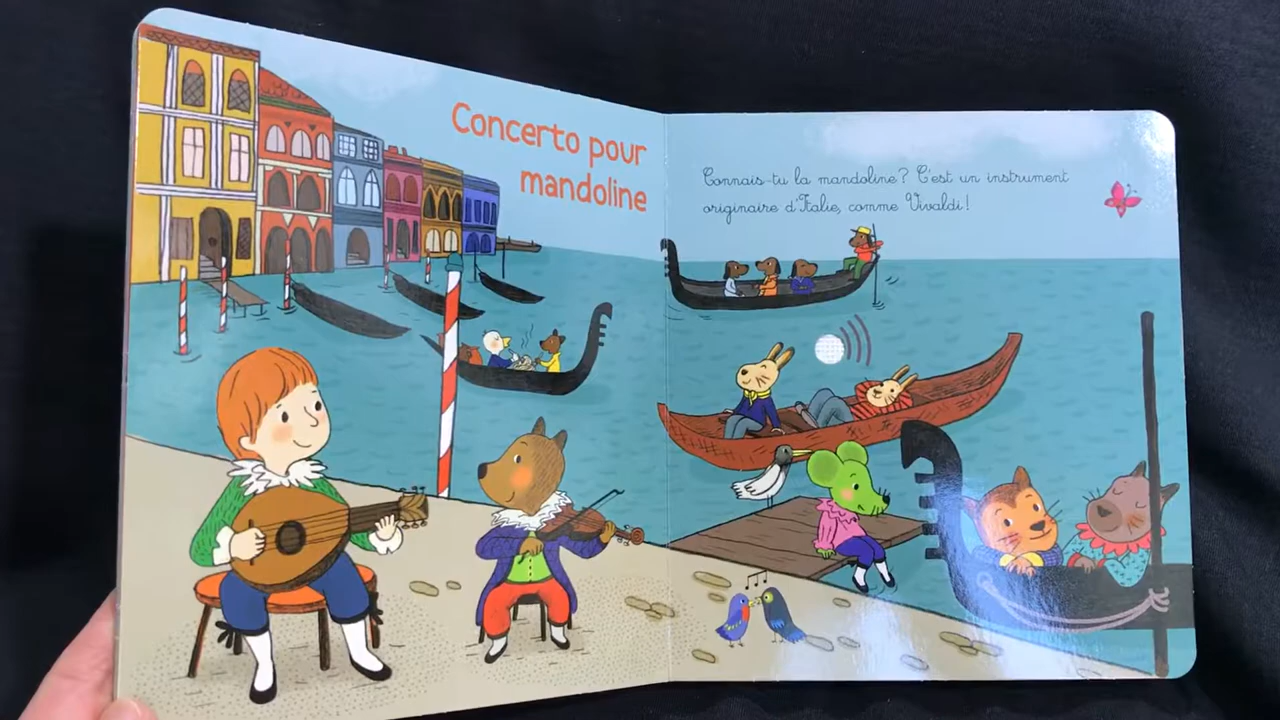 Concerto pour
mandoline
Connais-tu la mandoline? C'est un instrument
originaire d'Italie, comme Vivaldi!